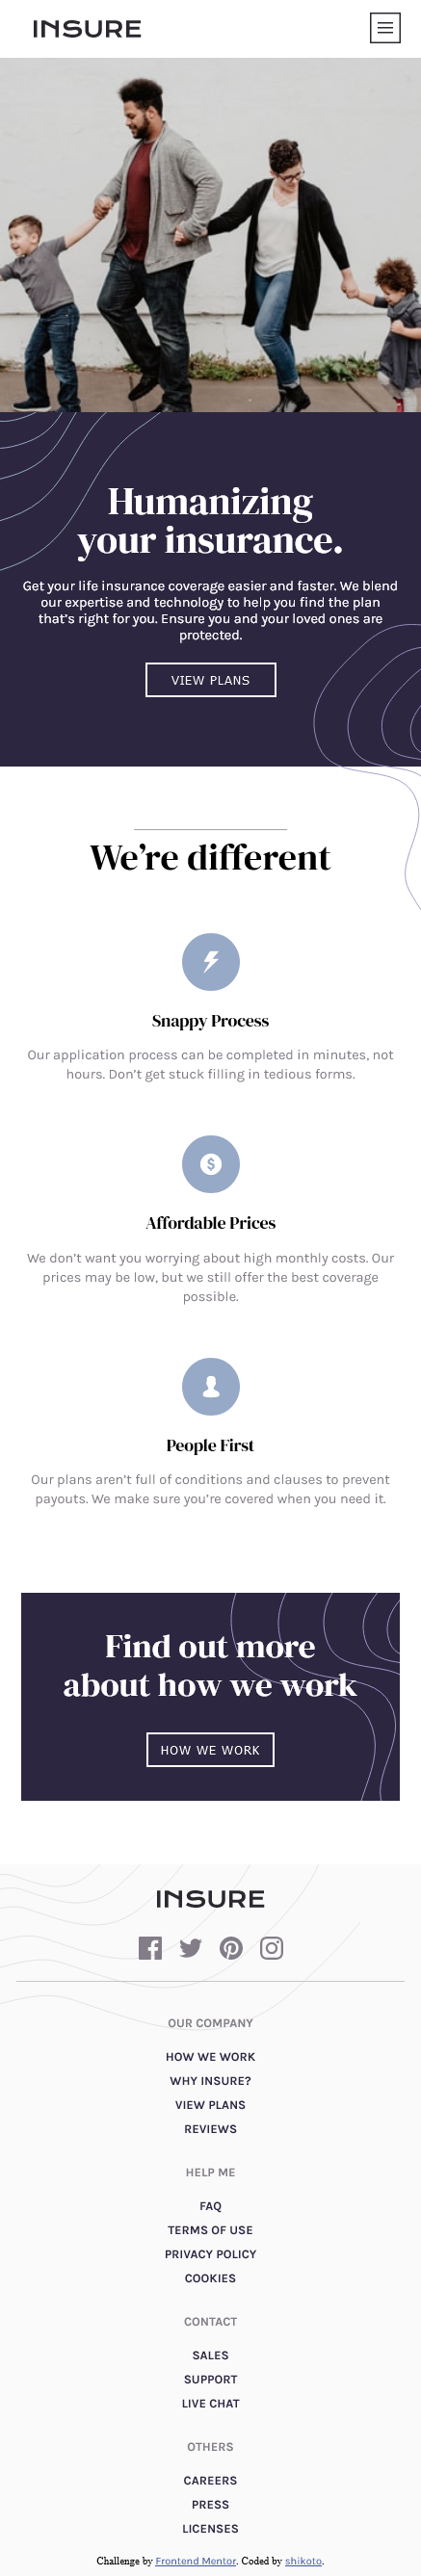 INSURE
Humanizing
your insurance.
Get your life insurance coverage easier and faster. We blend
our expertise and technology to help you find the plan
that’s right for you. Ensure you and your loved ones are
protected.
VIEW PLANS
We’re different
Snappy Process
Our application process can be completed in minutes, not
hours. Don’t get stuck filling in tedious forms.
Affordable Prices
We don’t want you worrying about high monthly costs. Our
prices may be low, but we still offer the best coverage
possible.
People First
Our plans aren’t full of conditions and clauses to prevent
payouts. We make sure you’re covered when you need it.
Find out more
about how we work
HOW WE WORK
INSURE
OUR COMPANY
HOW WE WORK
WHY INSURE?
VIEW PLANS
REVIEWS
HELP ME
FAQ
TERMS OF USE
PRIVACY POLICY
COOKIES
CONTACT
SALES
SUPPORT
LIVE CHAT
OTHERS
CAREERS
PRESS
LICENSES
Challenge by Frontend Mentor. Coded by shikoto.